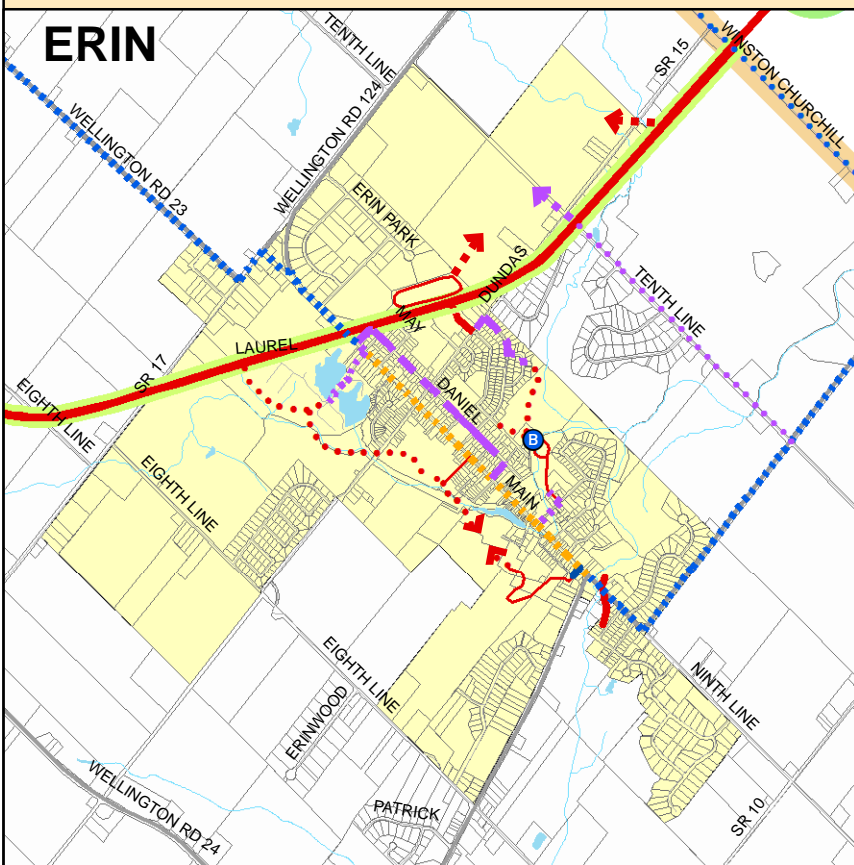 ERIN
TENTH LINE
SR 15
WINSTON CHURCHILL
WELLINGTON RD 124
WELLINGTON RD 23
ERIN PARK
DUNDAS
TENTH LINE
MAY
LAUREL
SR 17
EIGHTH LINE
DANIEL
B
EIGHTH LINE
MAIN
EIGHTH LINE
NINTH LINE
ERINWOOD
WELLINGTON RD 24
PATRICK
SR 10